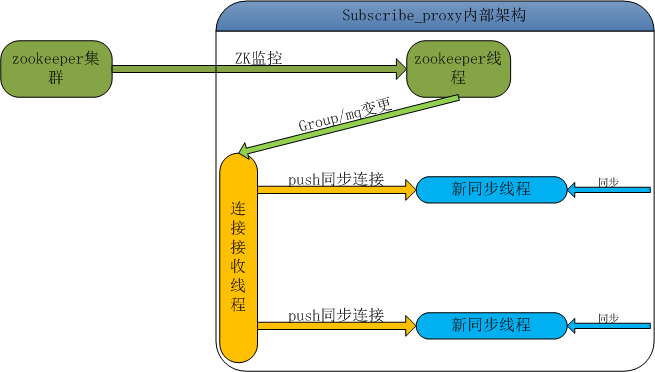 Subscribe_proxy内部架构
zookeeper集
群
ZK监控
zookeeper线
程
Group/mq变更
连
接
接
收
线
程
push同步连接
新同步线程
同步
push同步连接
新同步线程
同步